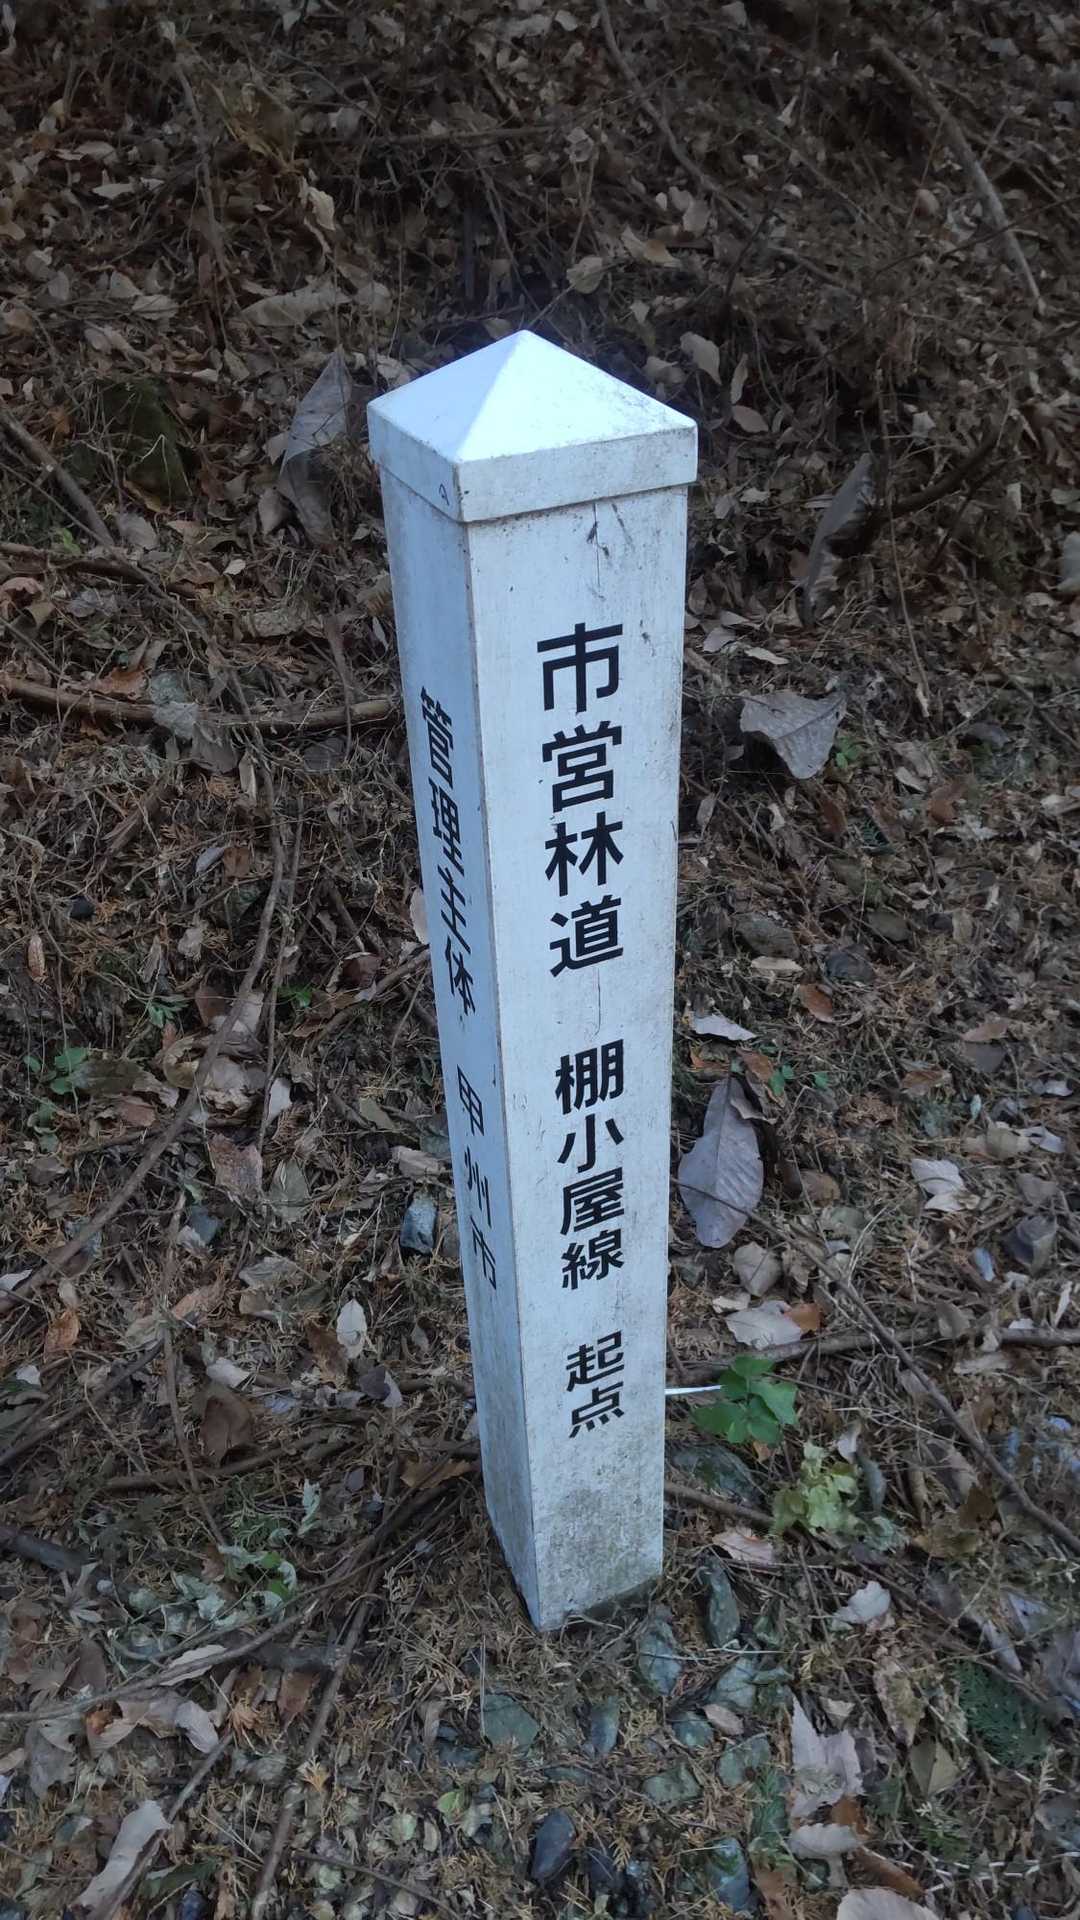 市営林道 棚小屋線 起点
管理主体 甲州市